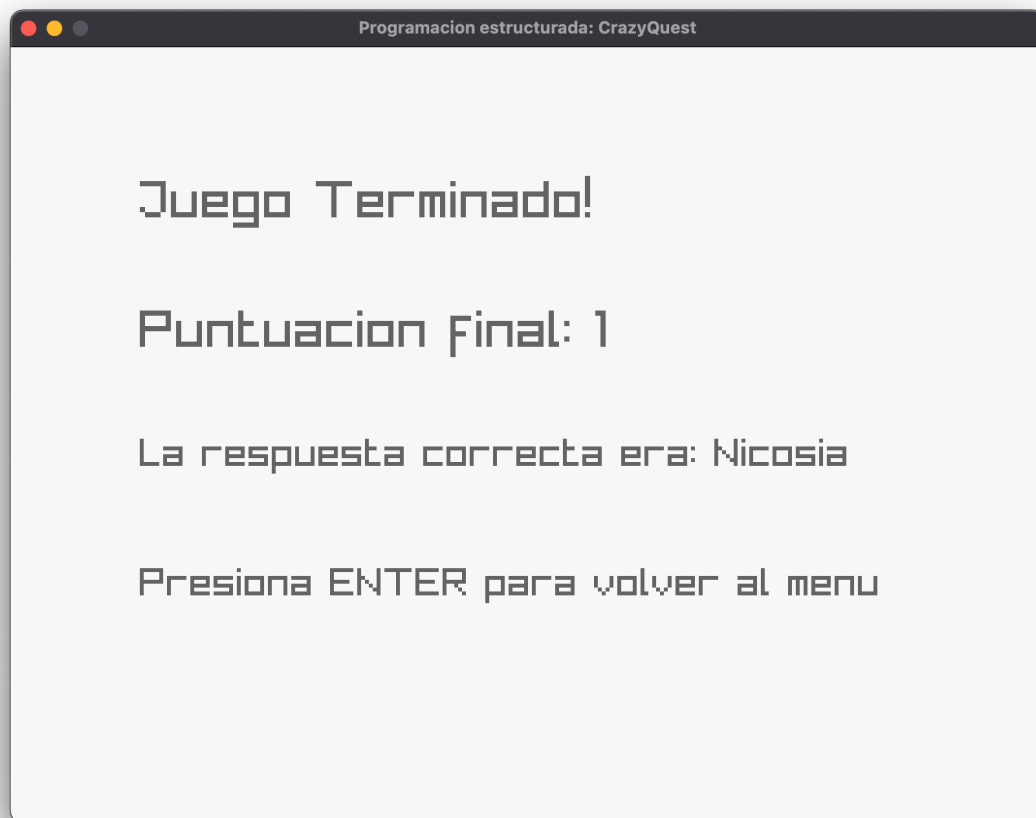 Programacion estructurada: CrazyQuest
Juego Terminado!
Puntuacion Final: 1
La respuesta correcta era: Nicosia
Presiona ENTER para volver al menu